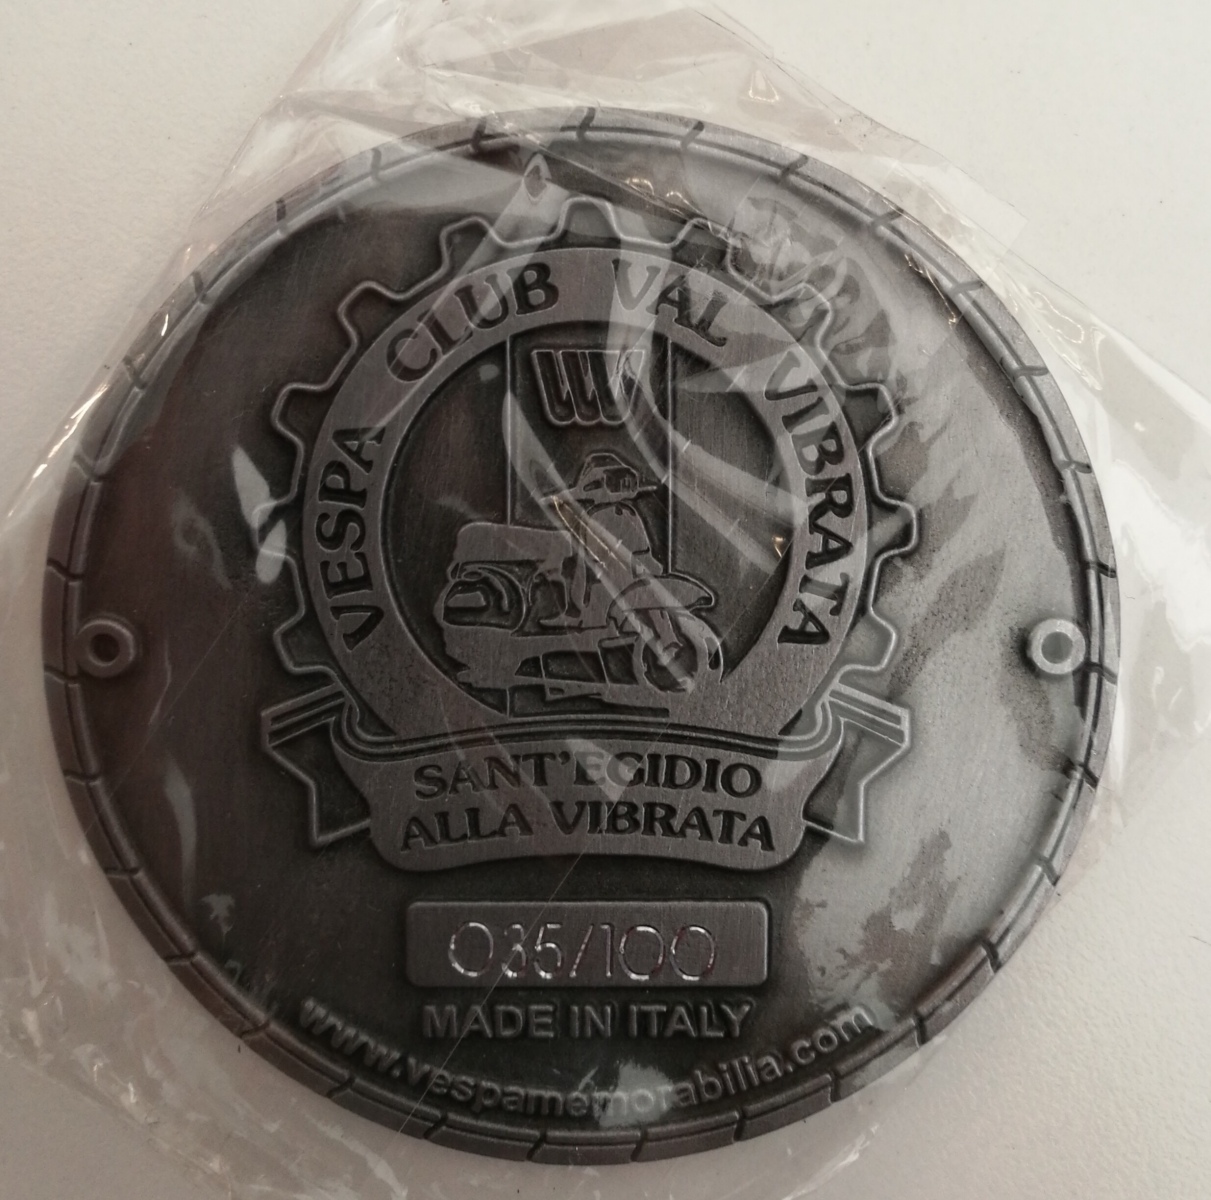 VESPA CLUB VAL VIBRATA
SANT'EGIDIO
ALLA VIBRATA
035/100
MADE IN ITALY
www.vespamemorabilia.com